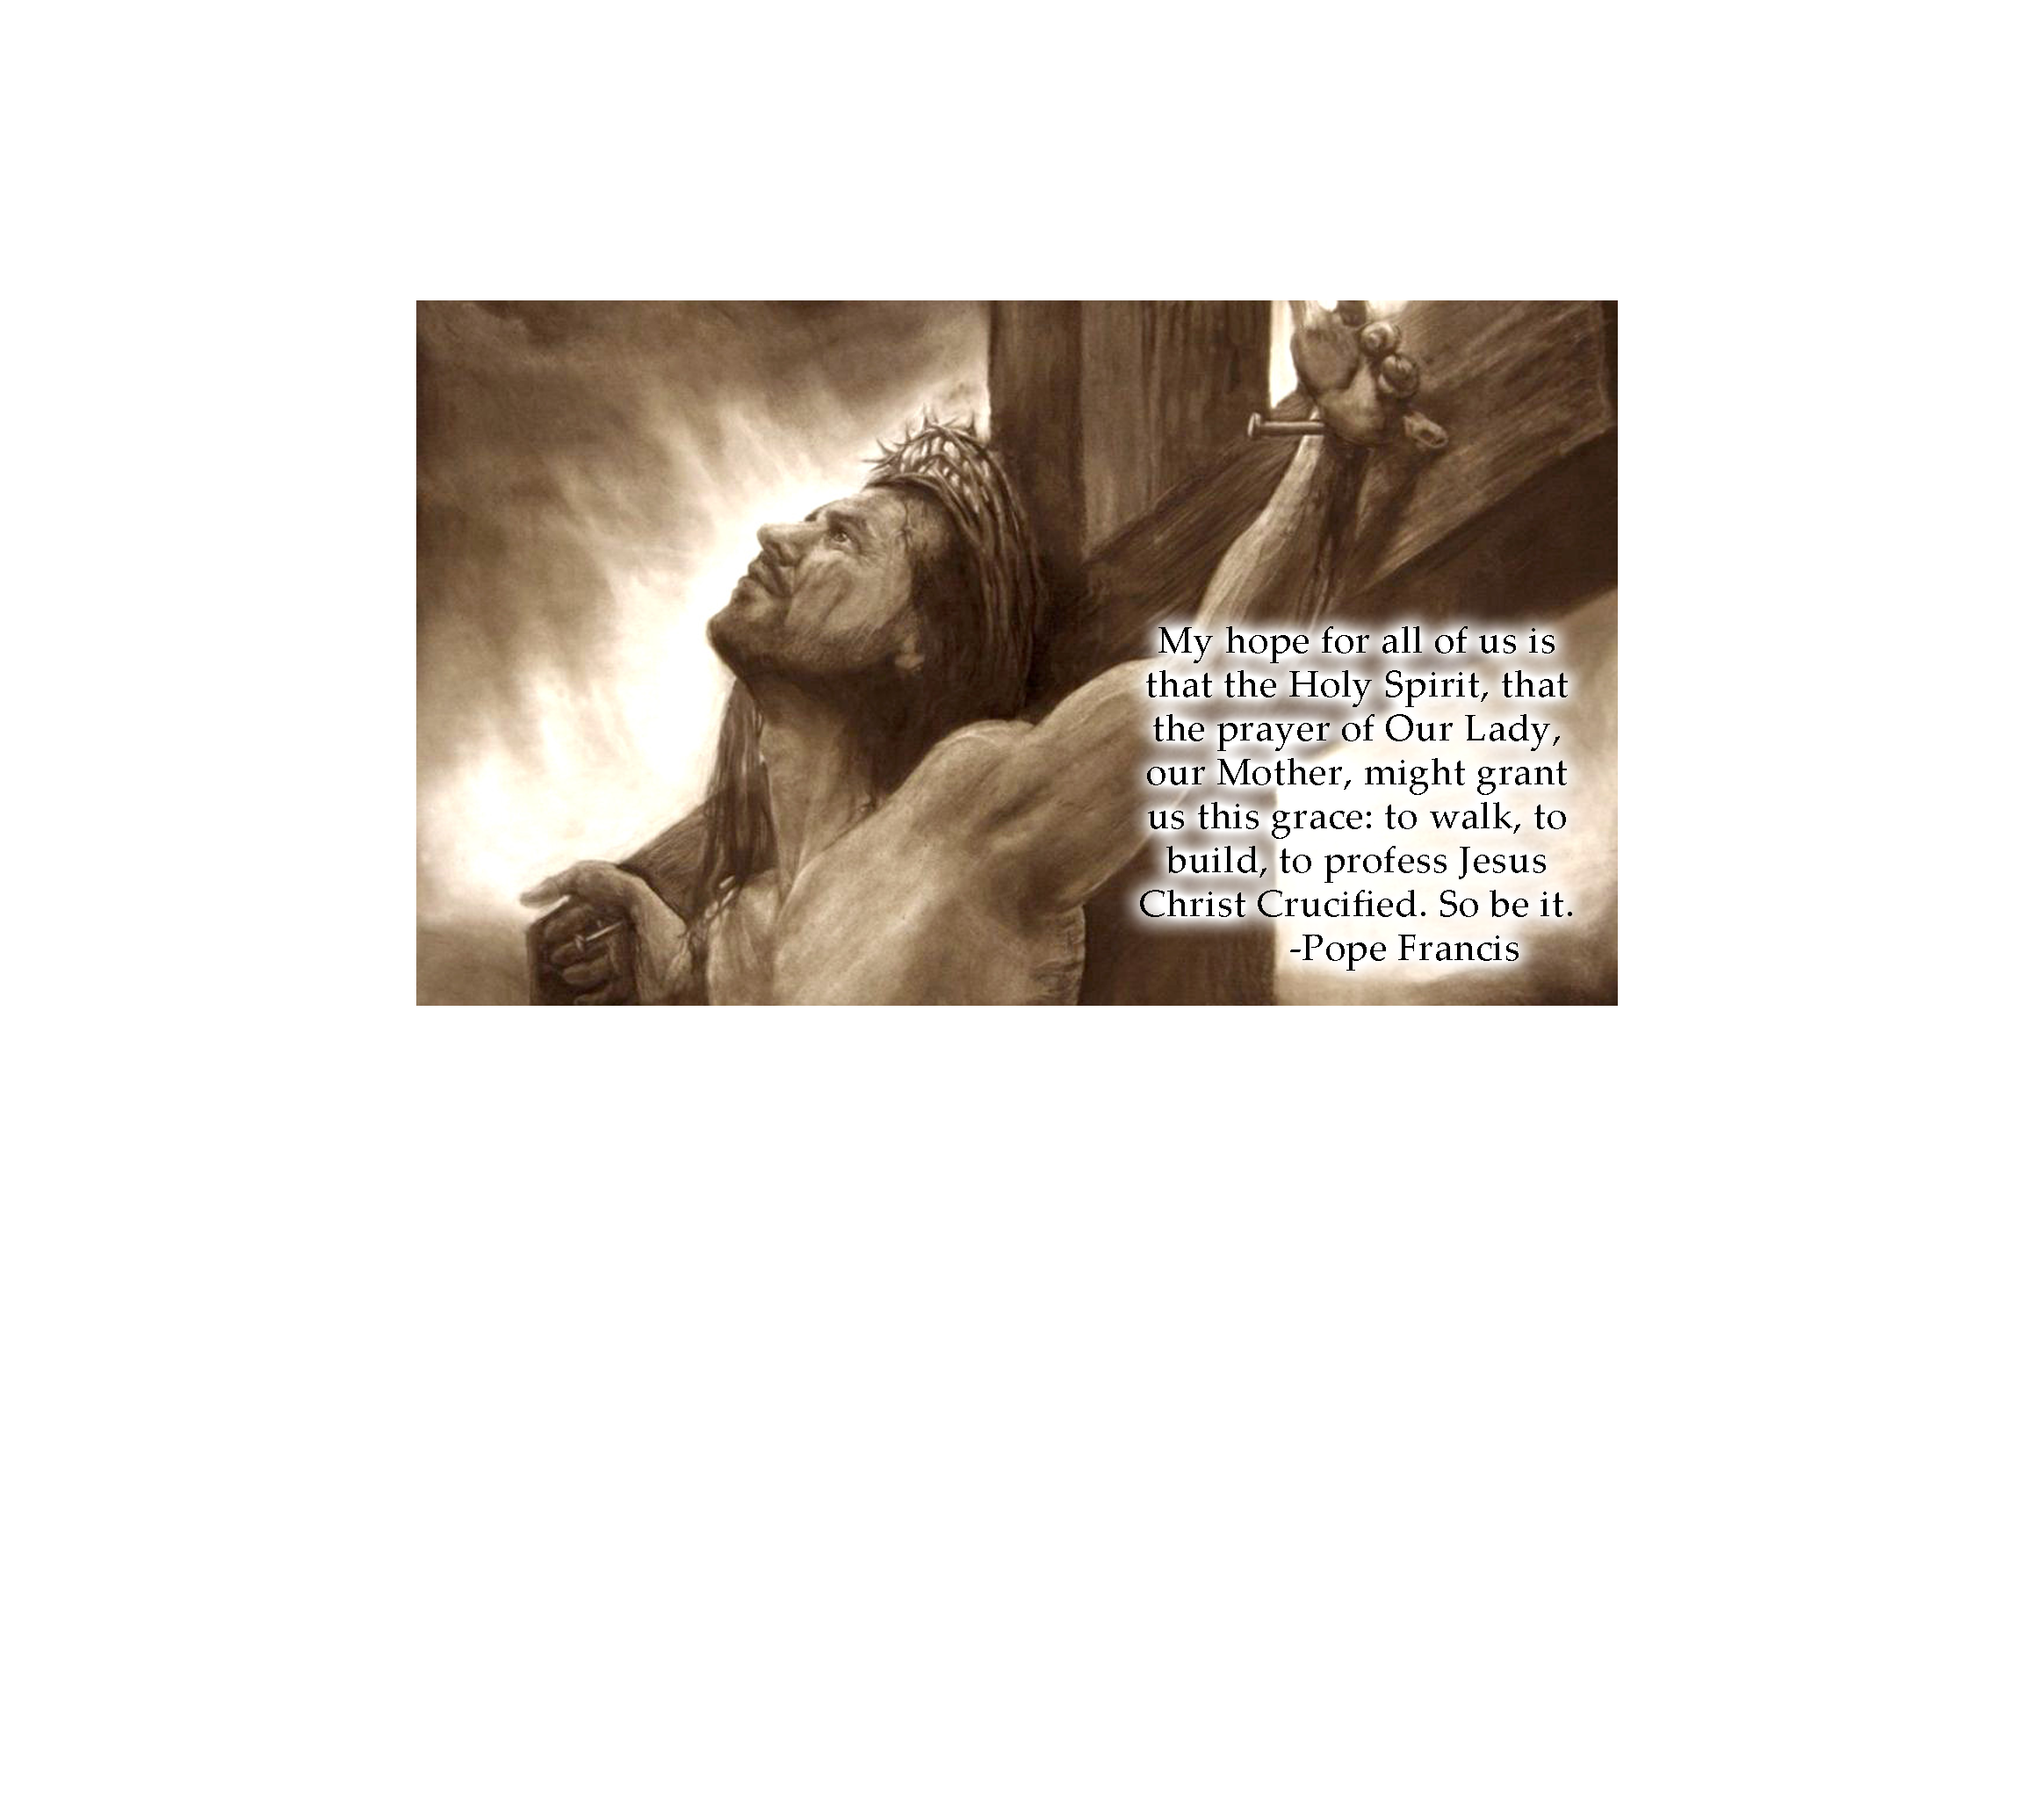 My hope for all of us is
that the Holy Spirit, that
the prayer of Our Lady,
our Mother, might grant
us this grace: to walk, to
build, to profess Jesus
Christ Crucified. So be it.
-Pope Francis